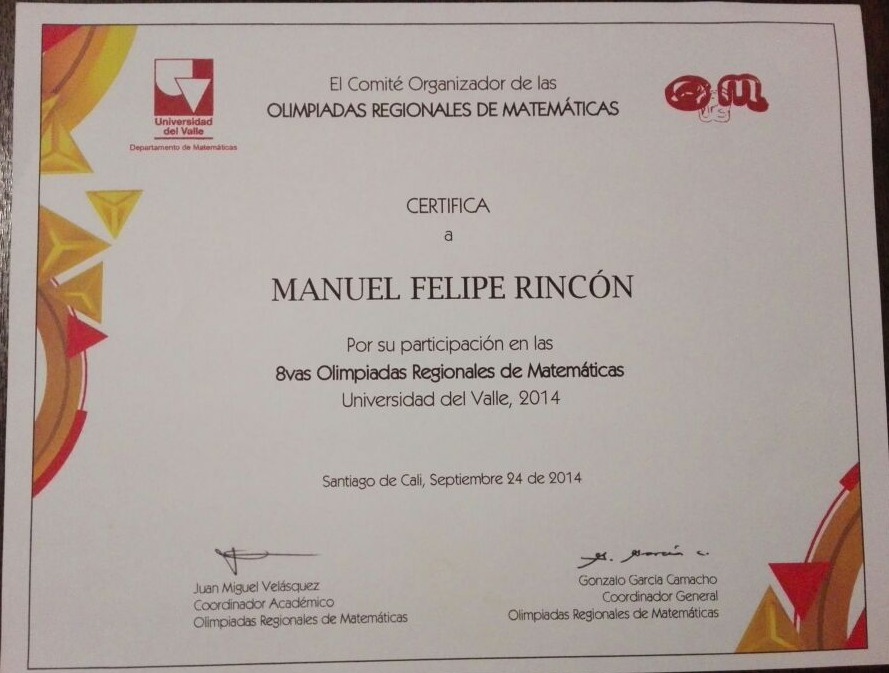 Universidad
del Valle
Departamento de Matemáticas
El Comité Organizador de las
OLIMPIADAS REGIONALES DE MATEMÁTICAS
CERTIFICA
a
MANUEL FELIPE RINCÓN
Por su participación en las
8vas Olimpiadas Regionales de Matemáticas
Universidad del Valle, 2014
Santiago de Cali, Septiembre 24 de 2014
Juan Miguel Velásquez
Coordinador Académico
Olimpiadas Regionales de Matemáticas
G. García C.
Gonzalo García Camacho
Coordinador General
Olimpiadas Regionales de Matemáticas